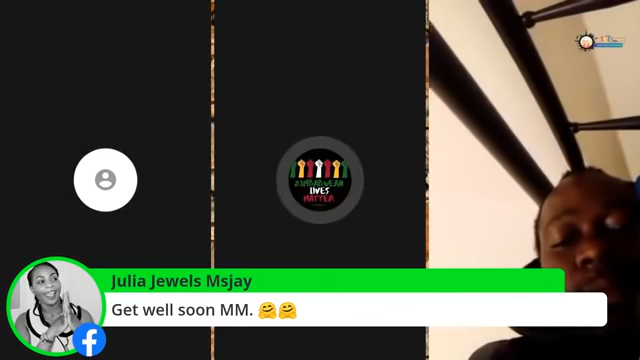 ZIMBABWEAN
LIVES
MATTER
Julia Jewels Msjay
Get well soon MM. 🤗🤗